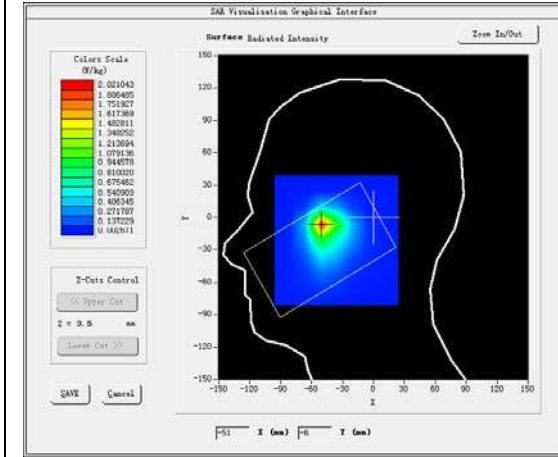 SAR Visualisation Graphical Interface
Surface Radiated Intensity
Zoom In/Out
Colors Scale
(W/kg)
2.021043
1.886485
1.751927
1.617369
1.482811
1.348252
1.213694
1.079136
0.944578
0.810020
0.675462
0.540903
0.406345
0.271787
0.137229
0.002671
150
120
90
60
30
Y
0
-30
-60
-90
-120
-150
-150 -120 -90 -60 -30 0 30 60 90 120 150
X
Z-Cuts Control
<< Upper Cut
Z = 3.5 mm
Lower Cut >>
SAVE Cancel
-51 X (mm) -6 Y (mm)